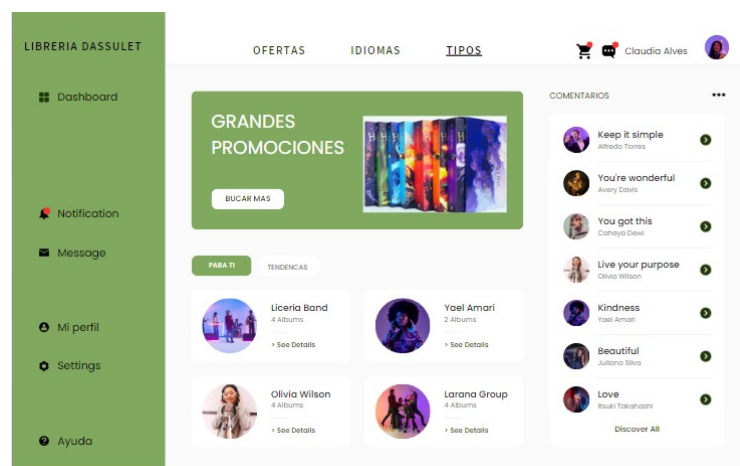 LIBRERIA DASSULET
OFERTAS
IDIOMAS
TIPOS
Claudia Alves
Dashboard
Notification
Message
Mi perfil
Settings
Ayuda
GRANDES
PROMOCIONES
BUCAR MAS
PARA TI
TENDENCAS
Liceria Band
4 Albums
> See Details
Yael Amari
2 Albums
> See Details
Olivia Wilson
4 Albums
> See Details
Larana Group
4 Albums
> See Details
COMENTARIOS
Keep it simple
Alfredo Torres
You're wonderful
Avery Davis
You got this
Cahaya Dewi
Live your purpose
Olivia Wilson
Kindness
Yael Amari
Beautiful
Juliana Silva
Love
Itsuki Takahashi
Discover All